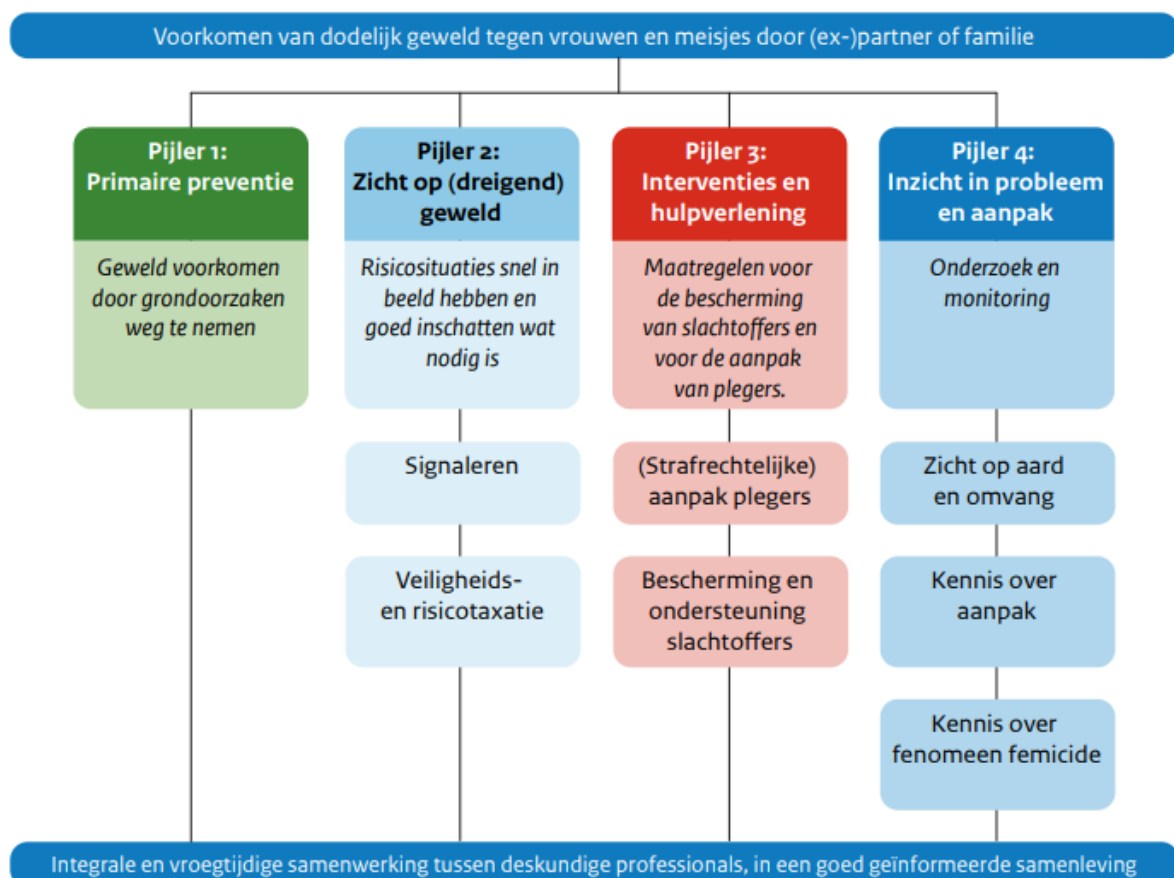 Voorkomen van dodelijk geweld tegen vrouwen en meisjes door (ex-)partner of familie
Pijler 1:
Primaire preventie
Geweld voorkomen
door grondoorzaken
weg te nemen
Pijler 2:
Zicht op (dreigend)
geweld
Risicosituaties snel in
beeld hebben en
goed inschatten wat
nodig is
Signaleren
Veiligheids-
en risicotaxatie
Pijler 3:
Interventies en
hulpverlening
Maatregelen voor
de bescherming
van slachtoffers en
voor de aanpak
van plegers.
(Strafrechtelijke)
aanpak plegers
Bescherming en
ondersteuning
slachtoffers
Pijler 4:
Inzicht in probleem
en aanpak
Onderzoek en
monitoring
Zicht op aard
en omvang
Kennis over
aanpak
Kennis over
fenomeen femicide
Integrale en vroegtijdige samenwerking tussen deskundige professionals, in een goed geïnformeerde samenleving